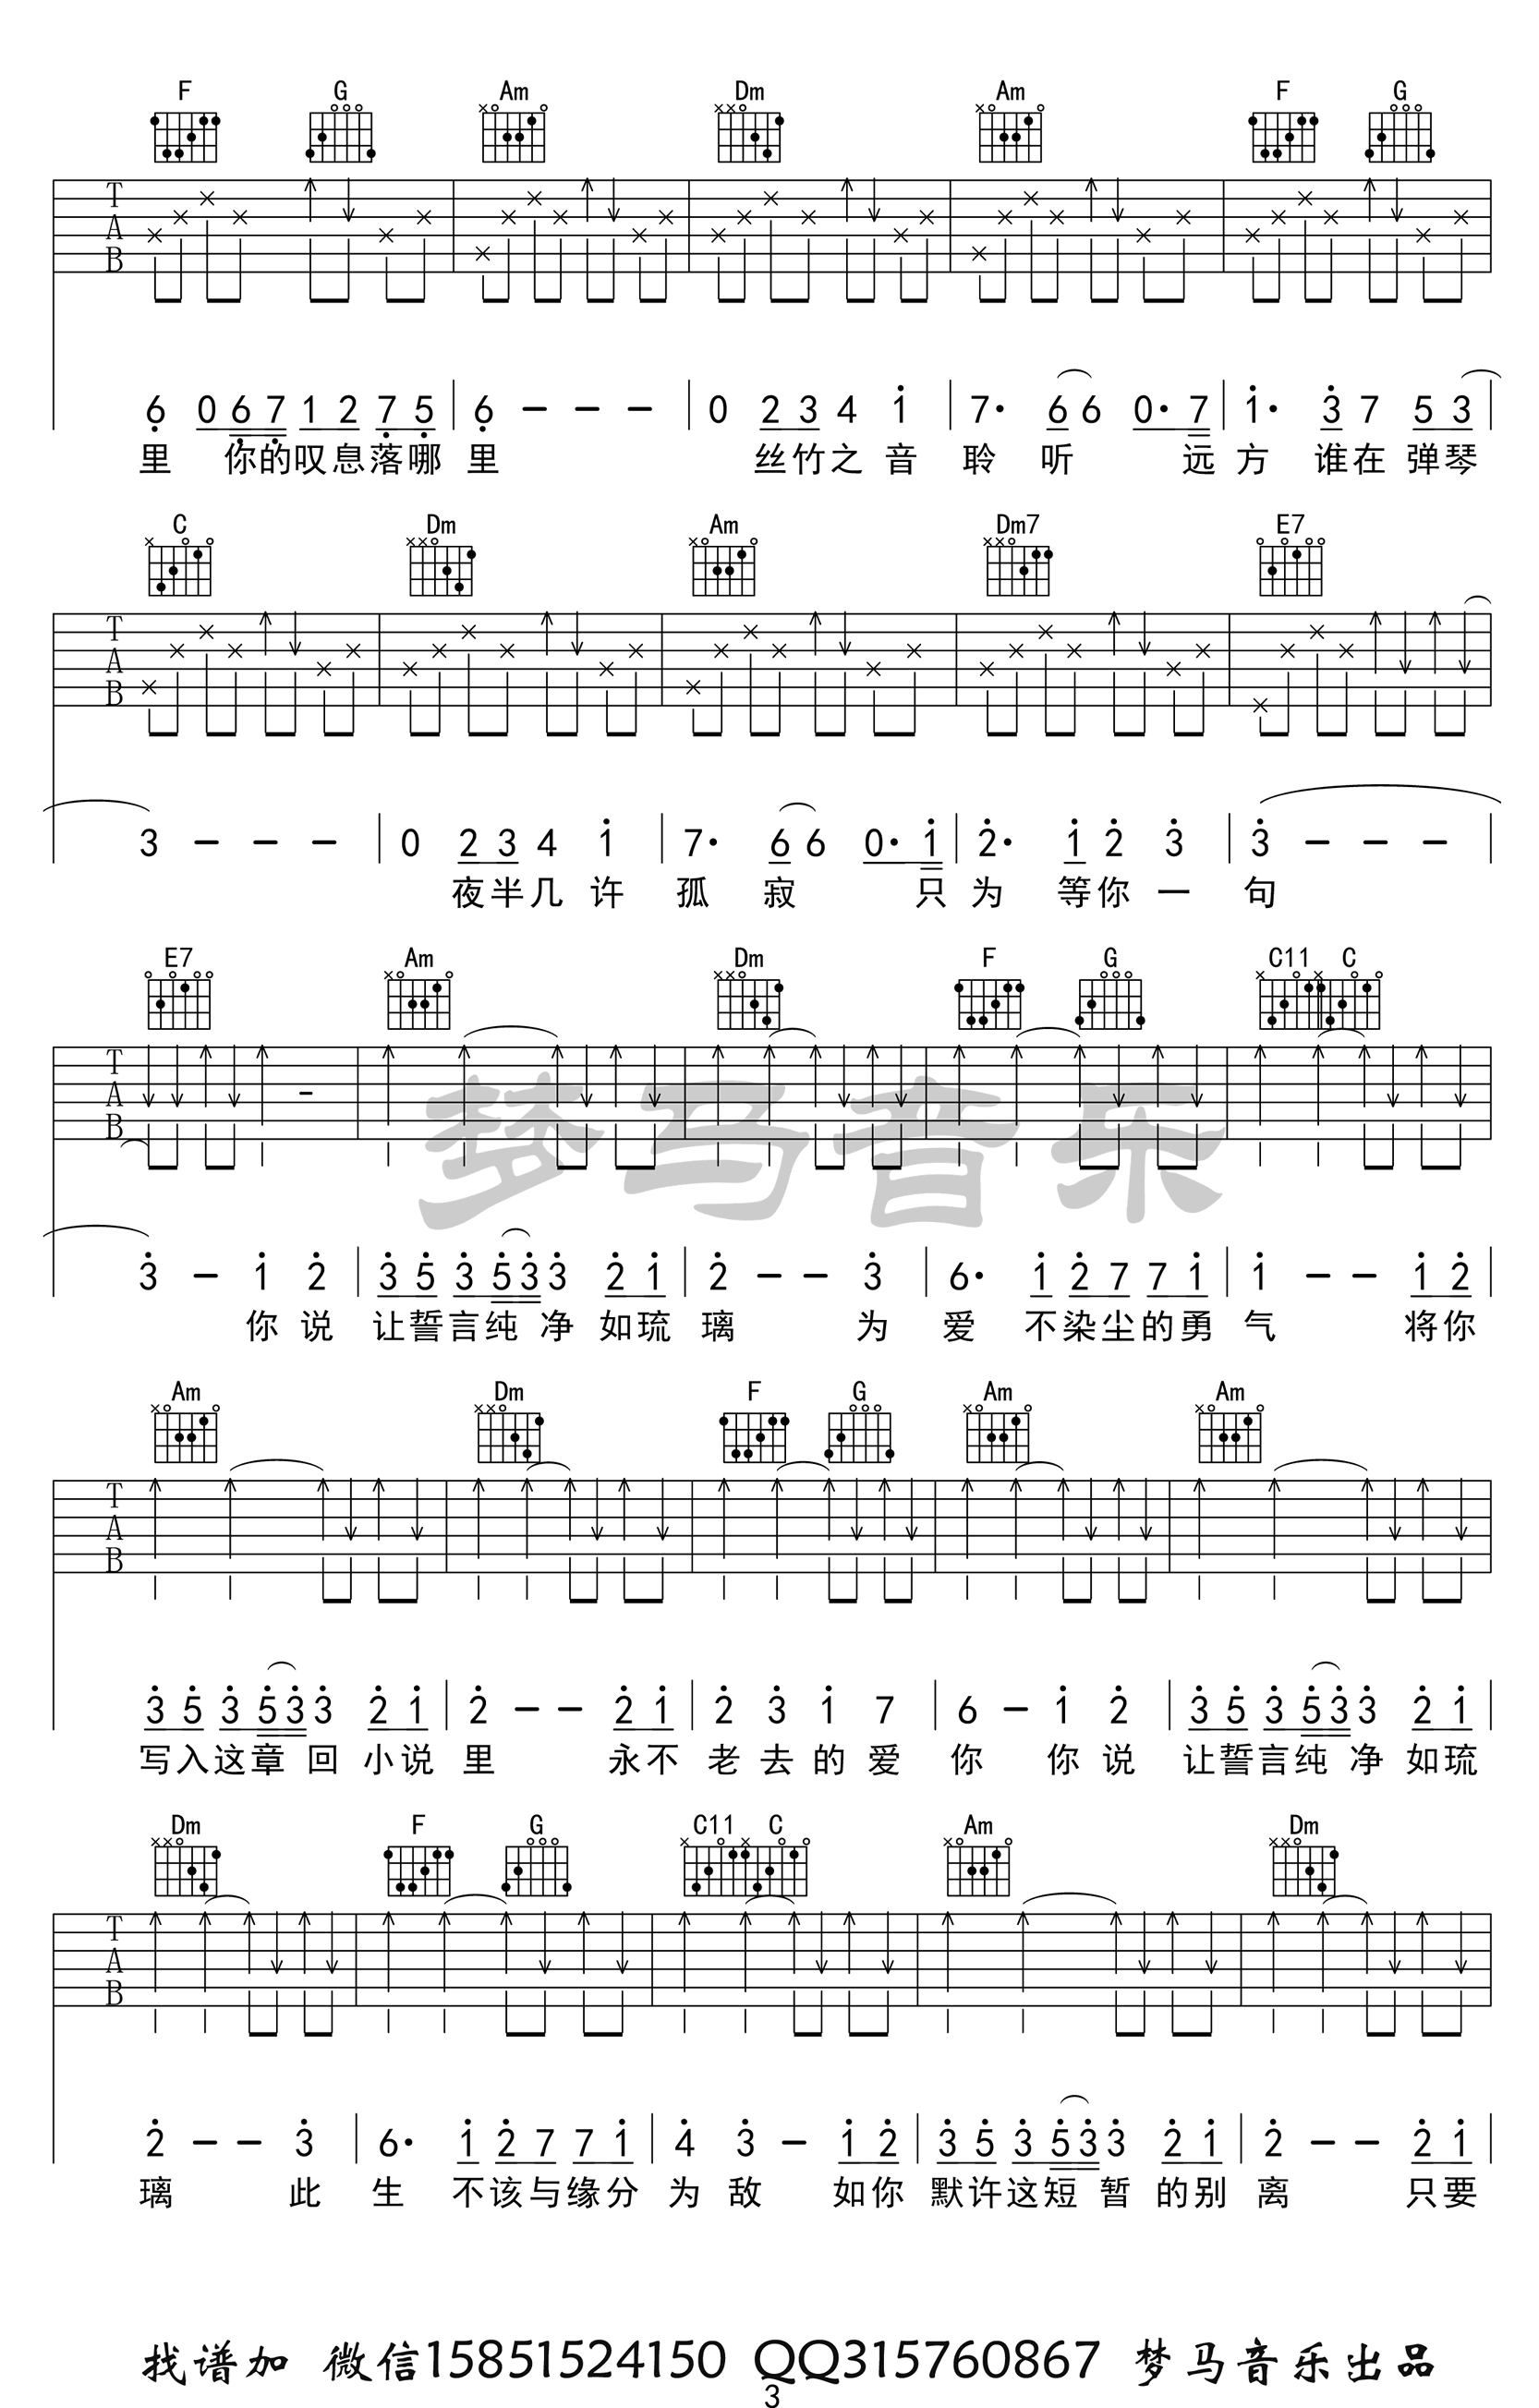 F G Am Dm Am F G
T
A
B
6 0 6 7 1 2 7 5 6 - - - 0 2 3 4 1 7· 6 6 0· 7 1· 3 7 5 3
里 你的叹息落哪 里 丝竹之 音 聆 听 远 方 谁在 弹琴
C Dm Am Dm7 E7
T
A
B
3 - - - 0 2 3 4 1 7· 6 6 0· 1 2· 1 2 3 3 - - -
夜半几 许 孤 寂 只 为 等你 一 句
E7 Am Dm F G C11 C
T
A
B
梦马音乐
3 - 1 2 3 5 3 5 3 3 2 1 2 - - 3 6· 1 2 7 7 1 1 - - 1 2
你 说 让誓言纯 净 如琉 璃 为 爱 不染尘的勇 气 将你
Am Dm F G Am Am
T
A
B
3 5 3 5 3 3 2 1 2 - - 2 1 2 3 1 7 6 - 1 2 3 5 3 5 3 3 2 1
写入这章 回 小说 里 永不 老 去 的 爱 你 你 说 让誓言纯 净 如琉
Dm F G C11 C Am Dm
T
A
B
2 - - 3 6· 1 2 7 7 1 4 3 - 1 2 3 5 3 5 3 3 2 1 2 - - 2 1
璃 此 生 不该与缘分 为 敌 如你 默许这短 暂 的别 离 只要
找谱加 微信15851524150 QQ315760867 梦马音乐出品
3